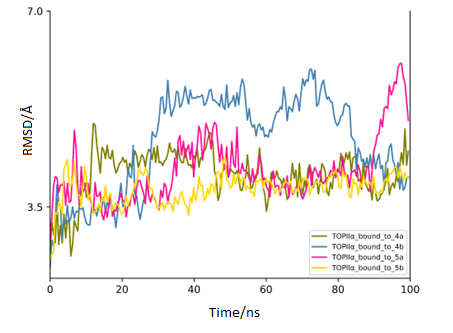 7.0
RMSD/Å
3.5
TOPIIα_bound_to_4a
TOPIIα_bound_to_4b
TOPIIα_bound_to_5a
TOPIIα_bound_to_5b
0 20 40 60 80 100
Time/ns